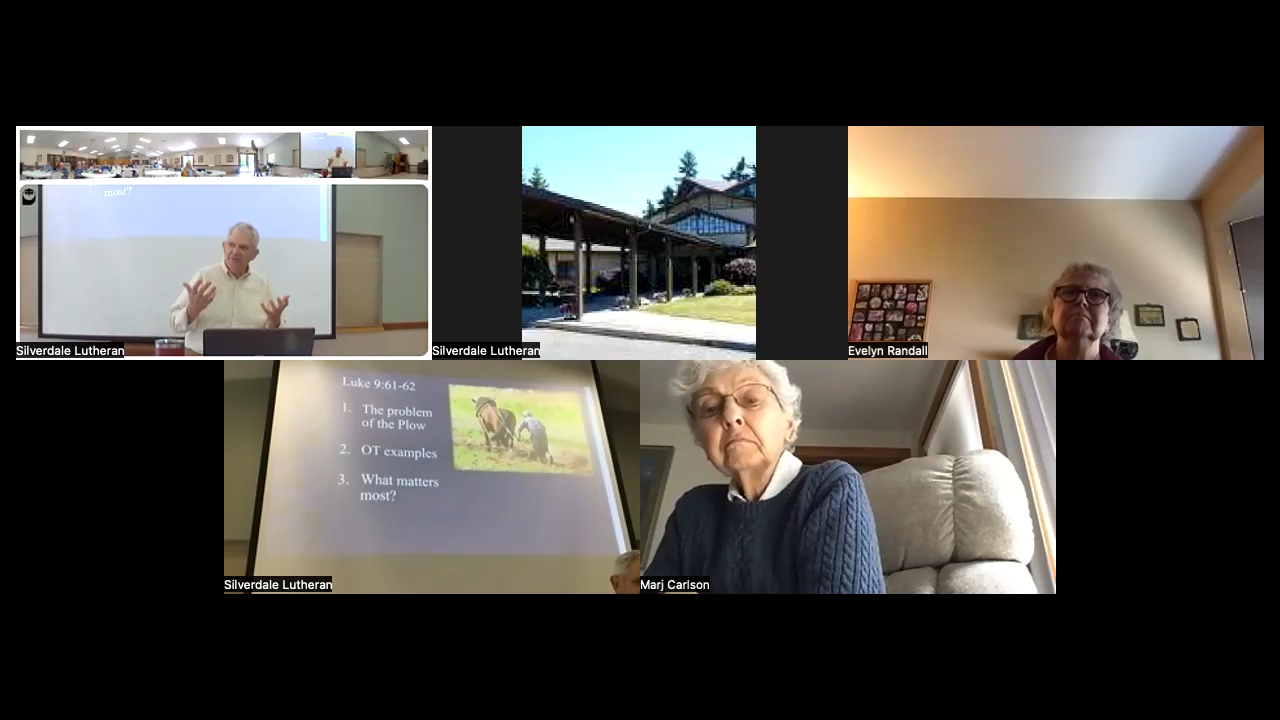 most?
Silverdale Lutheran
Silverdale Lutheran
Evelyn Randall
Luke 9:61-62
1. The problem
of the Plow
2. OT examples
3. What matters
most?
Silverdale Lutheran
Marj Carlson